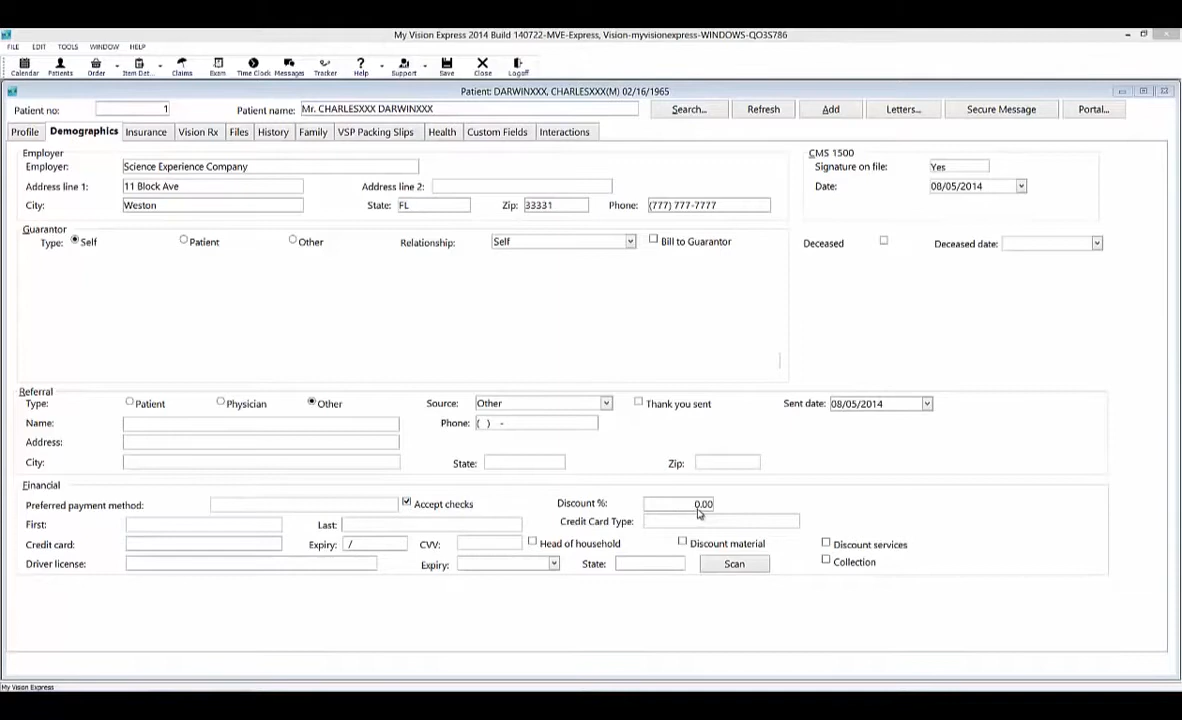 My Vision Express 2014 Build 140722-MVE-Express, Vision-myvisionexpress-WINDOWS-QO3S786
FILE EDIT TOOLS WINDOW HELP
Calendar Patients Order Item Det... Claims Exam Time Clock Messages Tracker Help Support Save Close Logoff
Patient: DARWINXXX, CHARLESXXX(M) 02/16/1965
Patient no: 1 Patient name: Mr. CHARLESXXX DARWINXXX Search... Refresh Add Letters... Secure Message Portal...
Profile Demographics Insurance Vision Rx Files History Family VSP Packing Slips Health Custom Fields Interactions
Employer CMS 1500
Employer: Science Experience Company Signature on file: Yes
Address line 1: 11 Block Ave Address line 2: Date: 08/05/2014
City: Weston State: FL Zip: 33331 Phone: (777) 777-7777
Guarantor
Type: Self Patient Other Relationship: Self Bill to Guarantor Deceased Deceased date:
Referral
Type: Patient Physician Other Source: Other Thank you sent Sent date: 08/05/2014
Name: Phone: ( ) -
Address:
City: State: Zip:
Financial
Preferred payment method: Accept checks Discount %: 0.00
First: Last: Credit Card Type:
Credit card: Expiry: / CVV: Head of household Discount material Discount services
Driver license: Expiry: State: Scan Collection
My Vision Express